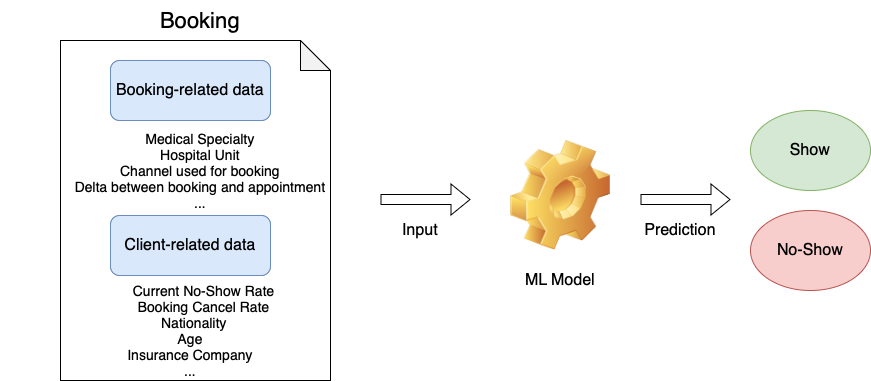 Booking
Booking-related data
Medical Specialty
Hospital Unit
Channel used for booking
Delta between booking and appointment
...
Client-related data
Current No-Show Rate
Booking Cancel Rate
Nationality
Age
Insurance Company
...
Input
ML Model
Prediction
Show
No-Show